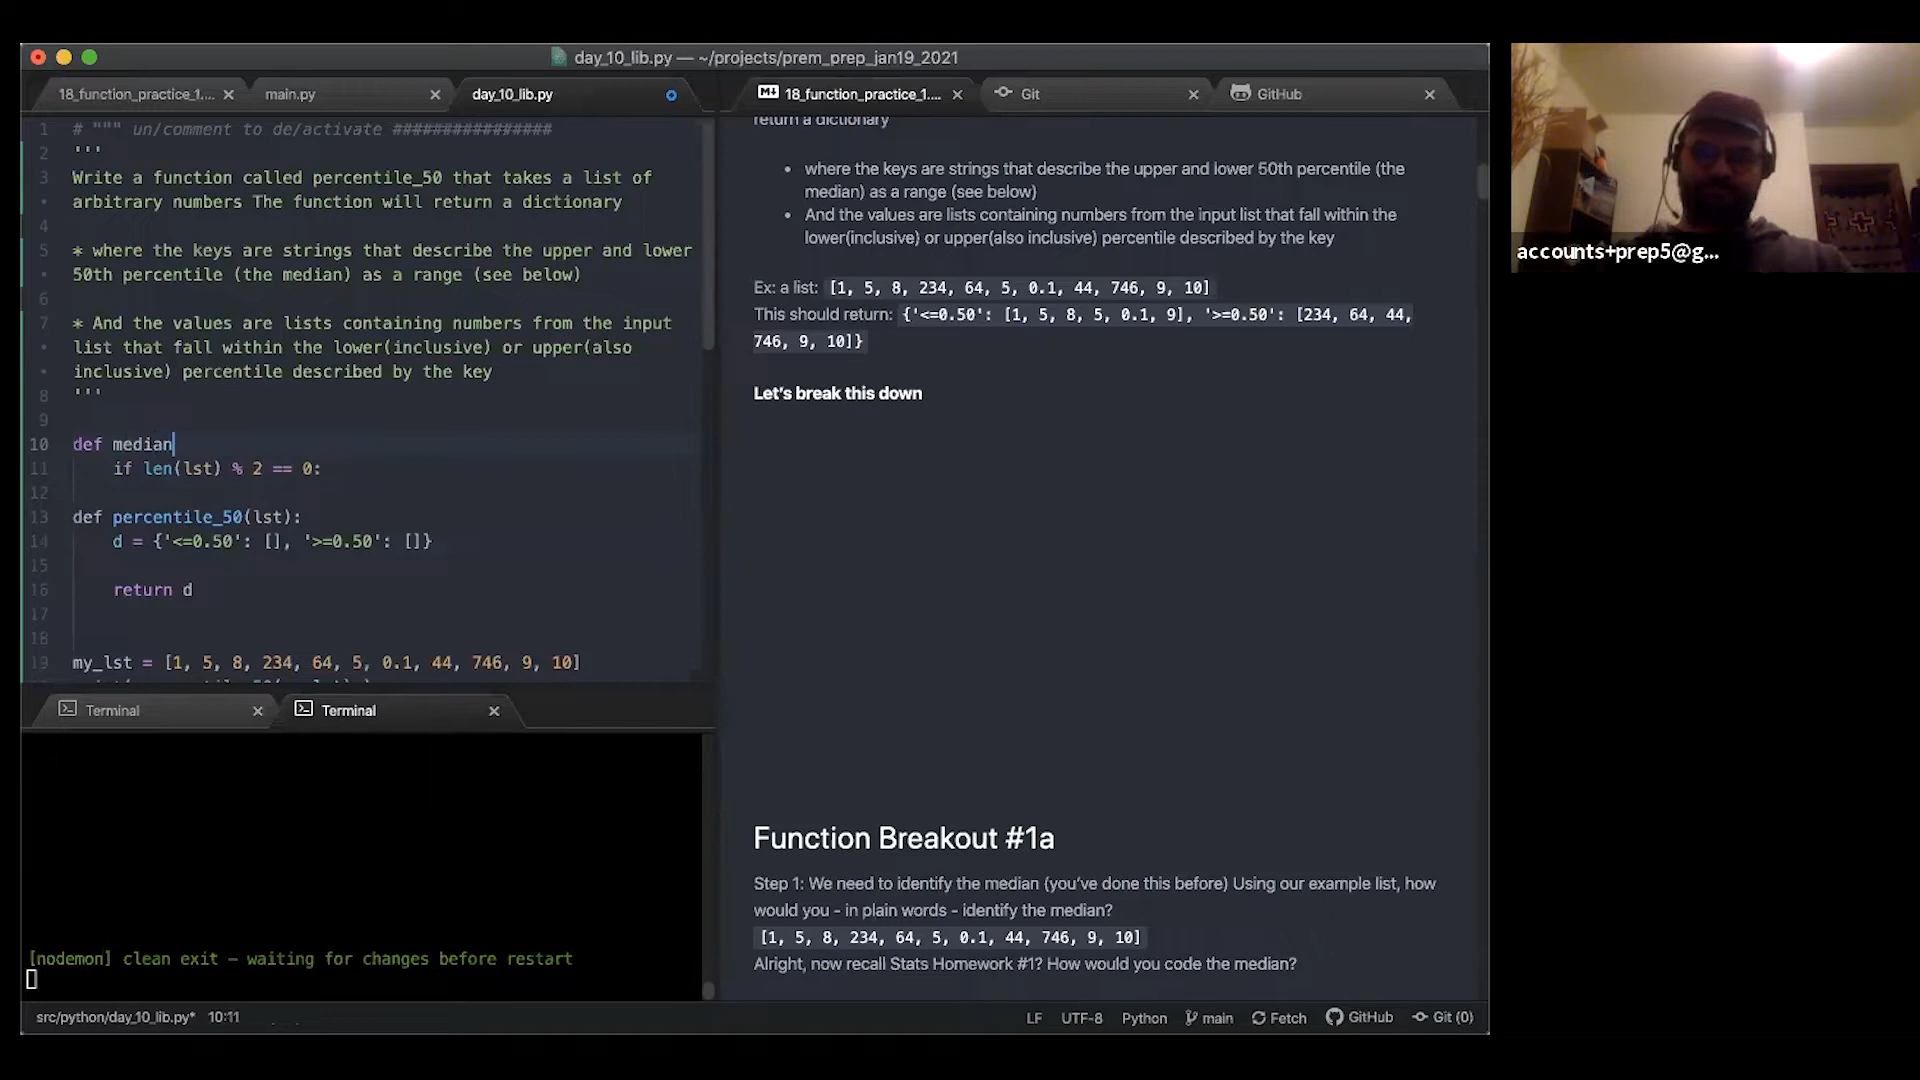 day_10_lib.py — ~/projects/prem_prep_jan19_2021
18_function_practice_1....
main.py
day_10_lib.py
18_function_practice_1....
Git
GitHub
1 # """ un/comment to de/activate ################
2 '''
3 Write a function called percentile_50 that takes a list of
arbitrary numbers The function will return a dictionary
4
5 * where the keys are strings that describe the upper and lower
50th percentile (the median) as a range (see below)
6
7 * And the values are lists containing numbers from the input
list that fall within the lower(inclusive) or upper(also
inclusive) percentile described by the key
8 '''
9
10 def median
11 if len(lst) % 2 == 0:
12
13 def percentile_50(lst):
14 d = {'<=0.50': [], '>=0.50': []}
15
16 return d
17
18
19 my_lst = [1, 5, 8, 234, 64, 5, 0.1, 44, 746, 9, 10]
Terminal
Terminal
[nodemon] clean exit – waiting for changes before restart
return a dictionary
• where the keys are strings that describe the upper and lower 50th percentile (the
median) as a range (see below)
• And the values are lists containing numbers from the input list that fall within the
lower(inclusive) or upper(also inclusive) percentile described by the key
Ex: a list: [1, 5, 8, 234, 64, 5, 0.1, 44, 746, 9, 10]
This should return: {'<=0.50': [1, 5, 8, 5, 0.1, 9], '>=0.50': [234, 64, 44,
746, 9, 10]}
Let's break this down
Function Breakout #1a
Step 1: We need to identify the median (you've done this before) Using our example list, how
would you - in plain words - identify the median?
[1, 5, 8, 234, 64, 5, 0.1, 44, 746, 9, 10]
Alright, now recall Stats Homework #1? How would you code the median?
src/python/day_10_lib.py* 10:11
LF UTF-8 Python main Fetch GitHub Git (0)
accounts+prep5@g...